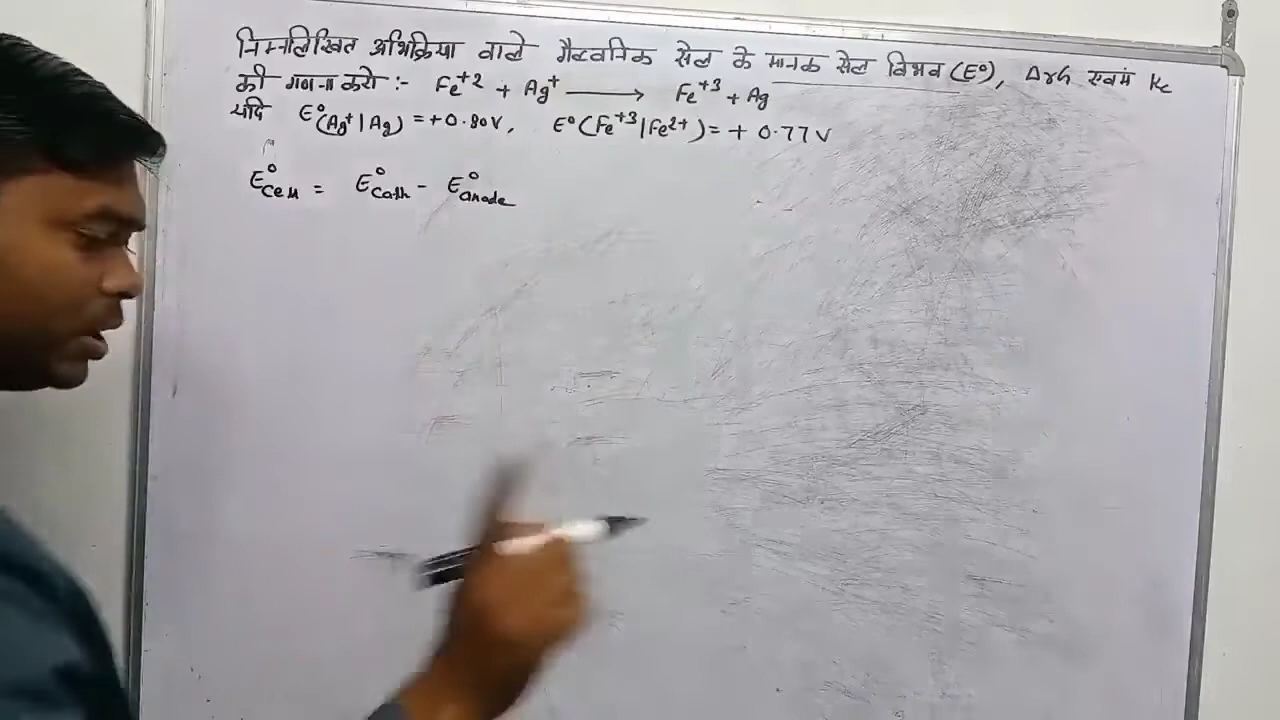 निम्नलिखित अभिक्रिया वाले गैल्वनिक सेल के मानक सेल विभव (E°), ΔrG एवमं Kc
की गणना करो :- Fe⁺² + Ag⁺ ⟶ Fe⁺³ + Ag
यदि E°(Ag⁺|Ag) = +0.80V, E°(Fe⁺³|Fe²⁺) = + 0.77V
E°Cell = E°Cath - E°anode